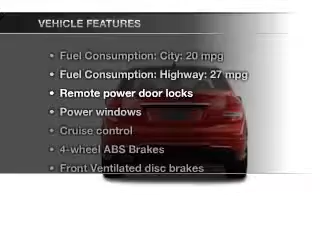 VEHICLE FEATURES
• Fuel Consumption: City: 20 mpg
• Fuel Consumption: Highway: 27 mpg
• Remote power door locks
• Power windows
• Cruise control
• 4-wheel ABS Brakes
• Front Ventilated disc brakes